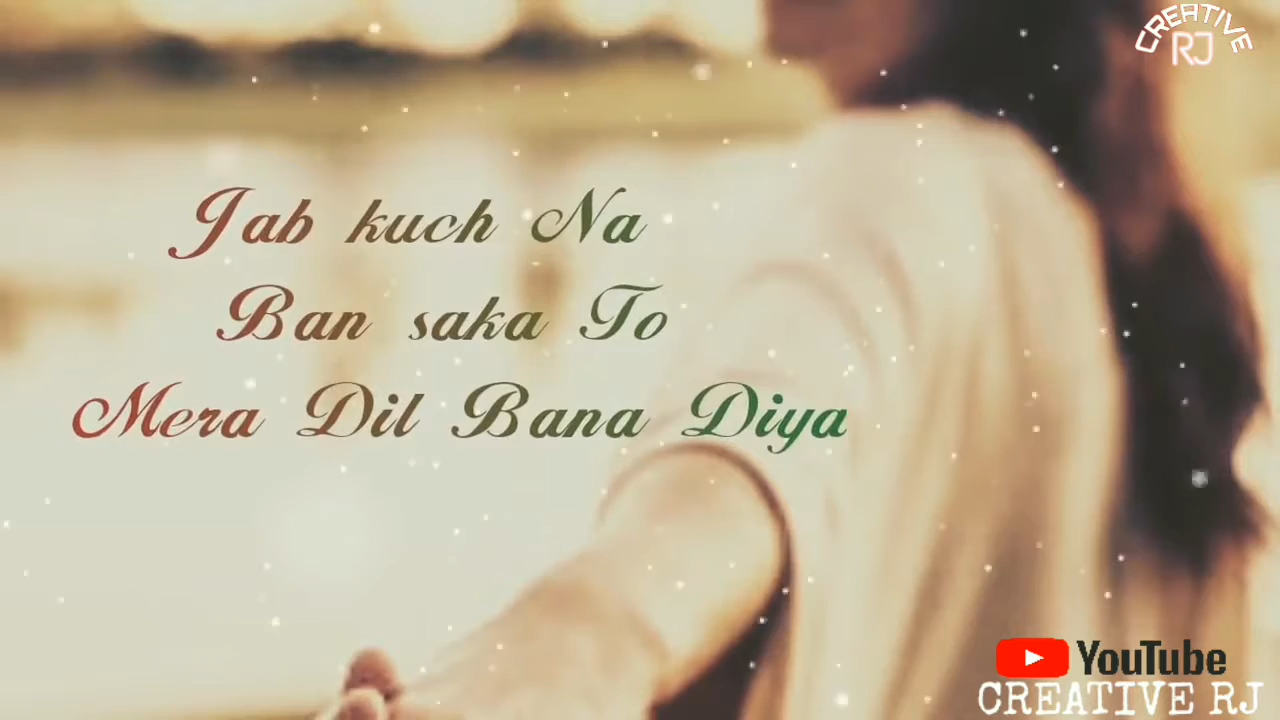 CREATIVE
RJ
Jab kuch Na
Ban saka To
Mera Dil Bana Diya
YouTube
CREATIVE RJ